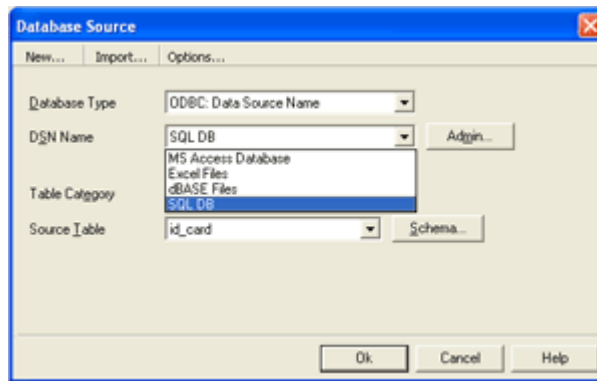 Database Source
New... Import... Options...
Database Type ODBC: Data Source Name
DSN Name SQL DB Admin...
MS Access Database
Excel Files
dBASE Files
Table Category
SQL DB
Source Table id_card Schema...
Ok Cancel Help